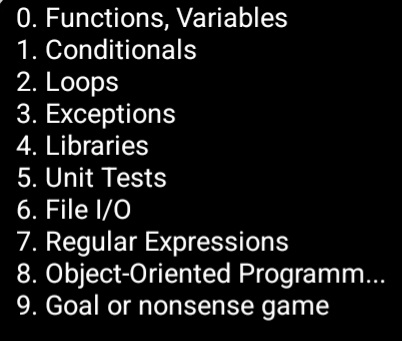 0. Functions, Variables
1. Conditionals
2. Loops
3. Exceptions
4. Libraries
5. Unit Tests
6. File I/O
7. Regular Expressions
8. Object-Oriented Programm...
9. Goal or nonsense game